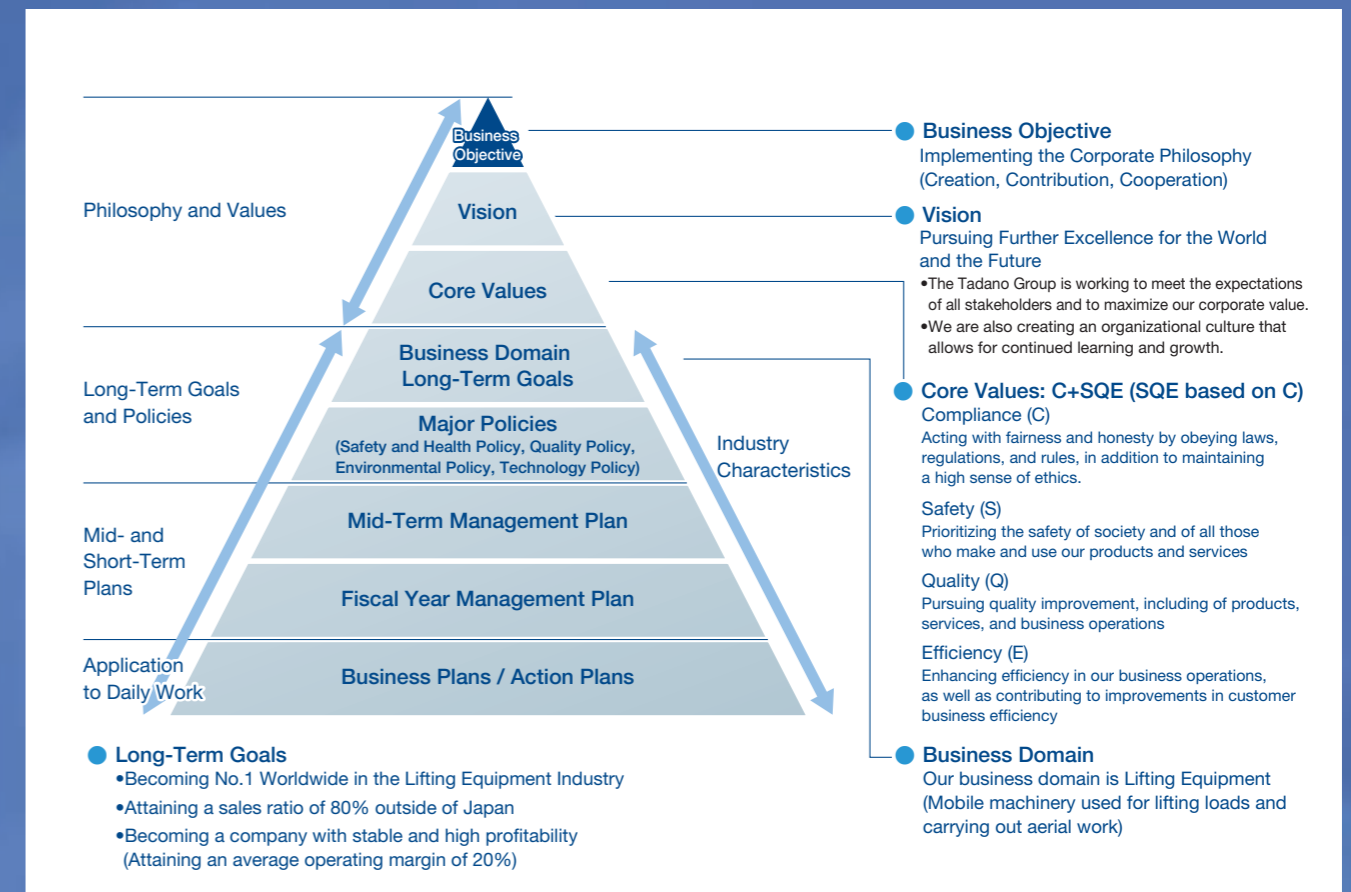 Philosophy and Values
Long-Term Goals
and Policies
Mid- and
Short-Term
Plans
Application
to Daily Work
Business
Objective
Vision
Core Values
Business Domain
Long-Term Goals
Major Policies
(Safety and Health Policy, Quality Policy,
Environmental Policy, Technology Policy)
Mid-Term Management Plan
Fiscal Year Management Plan
Business Plans / Action Plans
Industry
Characteristics
Business Objective
Implementing the Corporate Philosophy
(Creation, Contribution, Cooperation)
Vision
Pursuing Further Excellence for the World
and the Future
•The Tadano Group is working to meet the expectations
of all stakeholders and to maximize our corporate value.
•We are also creating an organizational culture that
allows for continued learning and growth.
Core Values: C+SQE (SQE based on C)
Compliance (C)
Acting with fairness and honesty by obeying laws,
regulations, and rules, in addition to maintaining
a high sense of ethics.
Safety (S)
Prioritizing the safety of society and of all those
who make and use our products and services
Quality (Q)
Pursuing quality improvement, including of products,
services, and business operations
Efficiency (E)
Enhancing efficiency in our business operations,
as well as contributing to improvements in customer
business efficiency
Business Domain
Our business domain is Lifting Equipment
(Mobile machinery used for lifting loads and
carrying out aerial work)
Long-Term Goals
•Becoming No.1 Worldwide in the Lifting Equipment Industry
•Attaining a sales ratio of 80% outside of Japan
•Becoming a company with stable and high profitability
(Attaining an average operating margin of 20%)